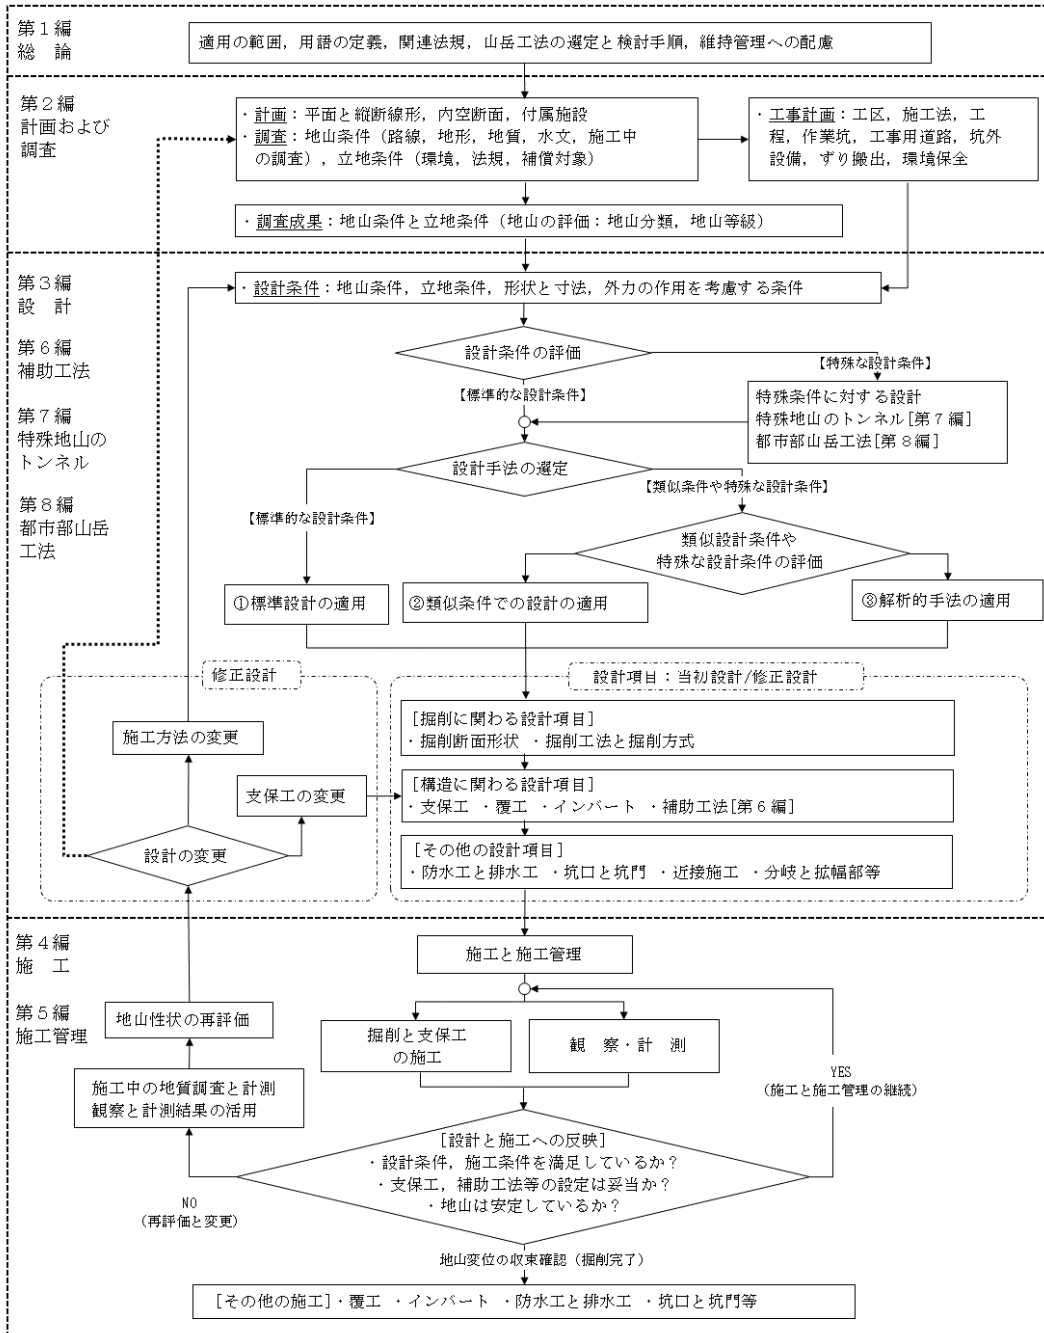 第1編
総　論
適用の範囲，用語の定義，関連法規，山岳工法の選定と検討手順，維持管理への配慮
第2編
計画および
調査
・計画：平面と縦断線形，内空断面，付属施設
・調査：地山条件（路線，地形，地質，水文，施工中
の調査），立地条件（環境，法規，補償対象）
・工事計画：工区，施工法，工
程，作業坑，工事用道路，坑外
設備，ずり搬出，環境保全
・調査成果：地山条件と立地条件（地山の評価：地山分類，地山等級）
第3編
設　計
第6編
補助工法
第7編
特殊地山の
トンネル
第8編
都市部山岳
工法
・設計条件：地山条件，立地条件，形状と寸法，外力の作用を考慮する条件
設計条件の評価
【特殊な設計条件】
【標準的な設計条件】
特殊条件に対する設計
特殊地山のトンネル[第7編]
都市部山岳工法[第8編]
設計手法の選定
【類似条件や特殊な設計条件】
【標準的な設計条件】
類似設計条件や
特殊な設計条件の評価
①標準設計の適用
②類似条件での設計の適用
③解析的手法の適用
修正設計
設計項目：当初設計/修正設計
[掘削に関わる設計項目]
・掘削断面形状　・掘削工法と掘削方式
施工方法の変更
[構造に関わる設計項目]
・支保工　・覆工　・インバート　・補助工法[第6編]
支保工の変更
[その他の設計項目]
・防水工と排水工　・坑口と坑門　・近接施工　・分岐と拡幅部等
設計の変更
第4編
施　工
第5編
施工管理
施工と施工管理
地山性状の再評価
掘削と支保工
の施工
観　察・計　測
施工中の地質調査と計測
観察と計測結果の活用
YES
(施工と施工管理の継続)
[設計と施工への反映]
・設計条件，施工条件を満足しているか？
・支保工，補助工法等の設定は妥当か？
・地山は安定しているか？
NO
(再評価と変更)
地山変位の収束確認（掘削完了）
[その他の施工]・覆工　・インバート　・防水工と排水工　・坑口と坑門等